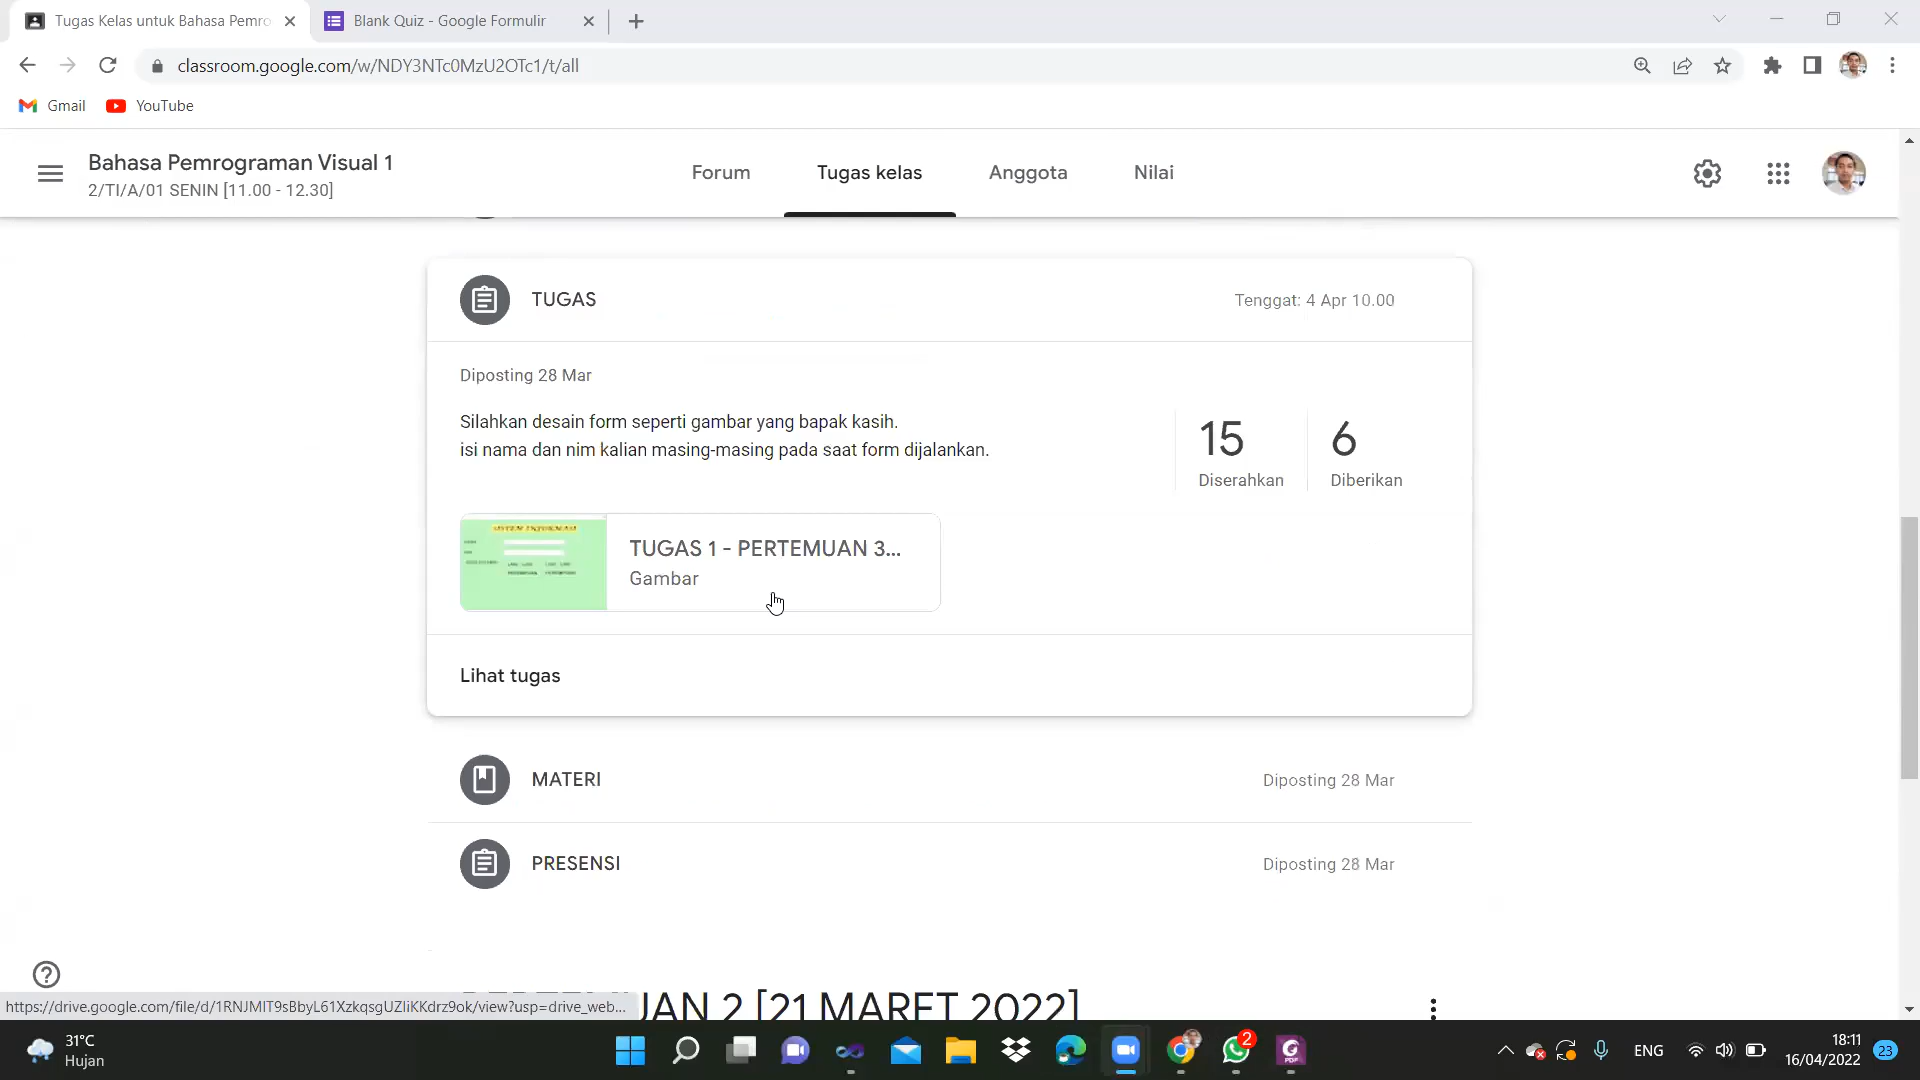 Tugas Kelas untuk Bahasa Pemro
Blank Quiz - Google Formulir
classroom.google.com/w/NDY3NTc0MzU2OTc1/t/all
Gmail
YouTube
Bahasa Pemrograman Visual 1
2/TI/A/01 SENIN [11.00 - 12.30]
Forum
Tugas kelas
Anggota
Nilai
TUGAS
Tenggat: 4 Apr 10.00
Diposting 28 Mar
Silahkan desain form seperti gambar yang bapak kasih.
isi nama dan nim kalian masing-masing pada saat form dijalankan.
15
Diserahkan
6
Diberikan
TUGAS 1 - PERTEMUAN 3...
Gambar
Lihat tugas
MATERI
Diposting 28 Mar
PRESENSI
Diposting 28 Mar
UAN 2 [21 MARET 2022]
https://drive.google.com/file/d/1RNJMIT9sBbyL61XzkqsgUZIiKKdrz9ok/view?usp=drive_web...
31°C
Hujan
2
ENG
18:11
16/04/2022
23